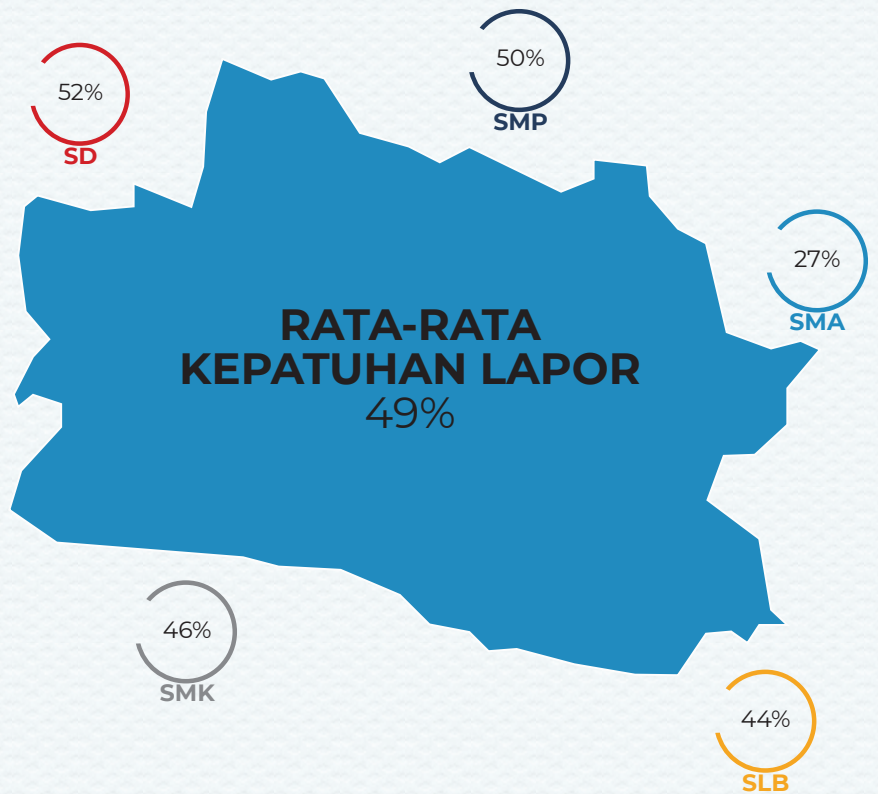 50%
SMP
52%
SD
27%
SMA
RATA-RATA
KEPATUHAN LAPOR
49%
46%
SMK
44%
SLB